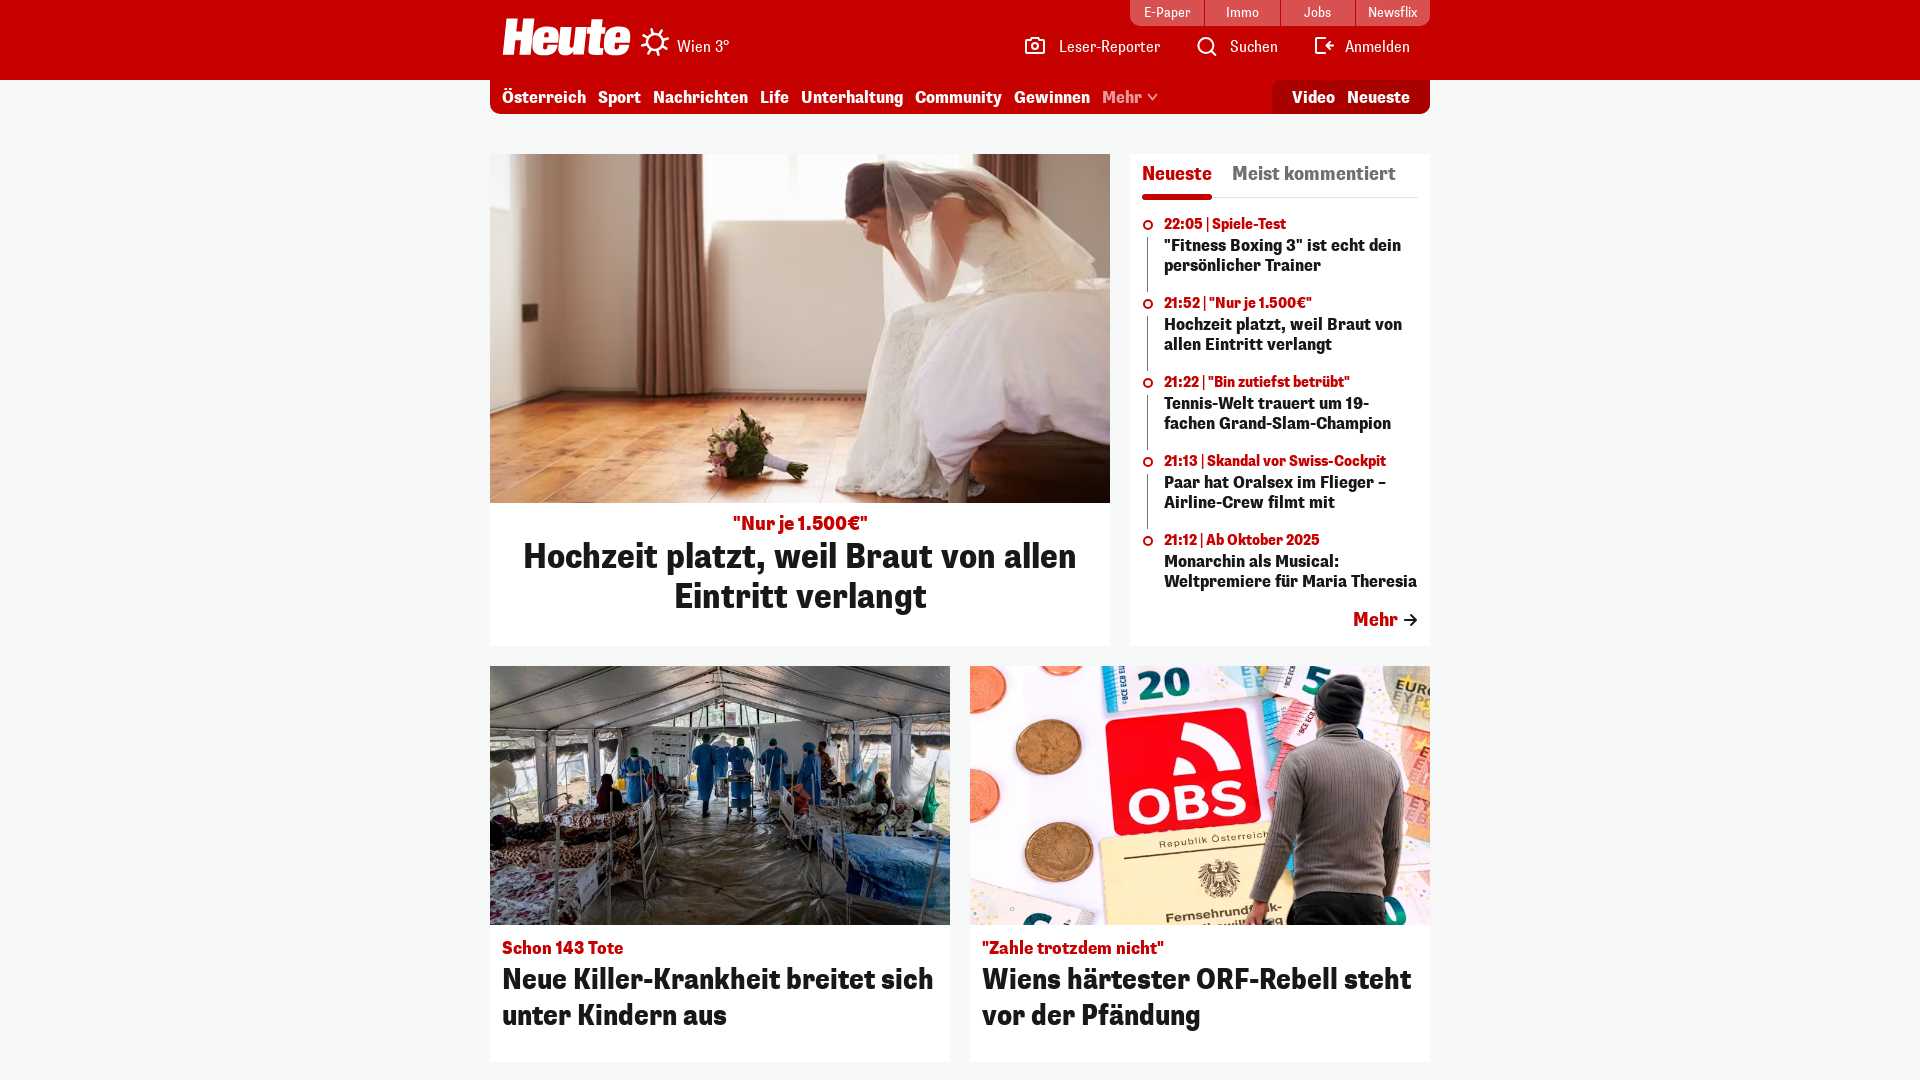 E-Paper
Immo
Jobs
Newsflix
Heute
Wien 3°
Leser-Reporter
Suchen
Anmelden
Österreich
Sport
Nachrichten
Life
Unterhaltung
Community
Gewinnen
Mehr
Video
Neueste
"Nur je 1.500€"
Hochzeit platzt, weil Braut von allen
Eintritt verlangt
Neueste
Meist kommentiert
22:05 | Spiele-Test
"Fitness Boxing 3" ist echt dein
persönlicher Trainer
21:52 | "Nur je 1.500€"
Hochzeit platzt, weil Braut von
allen Eintritt verlangt
21:22 | "Bin zutiefst betrübt"
Tennis-Welt trauert um 19-
fachen Grand-Slam-Champion
21:13 | Skandal vor Swiss-Cockpit
Paar hat Oralsex im Flieger –
Airline-Crew filmt mit
21:12 | Ab Oktober 2025
Monarchin als Musical:
Weltpremiere für Maria Theresia
Mehr
Schon 143 Tote
Neue Killer-Krankheit breitet sich
unter Kindern aus
20
5
EURO
OBS
Republik Österreich
"Zahle trotzdem nicht"
Wiens härtester ORF-Rebell steht
vor der Pfändung